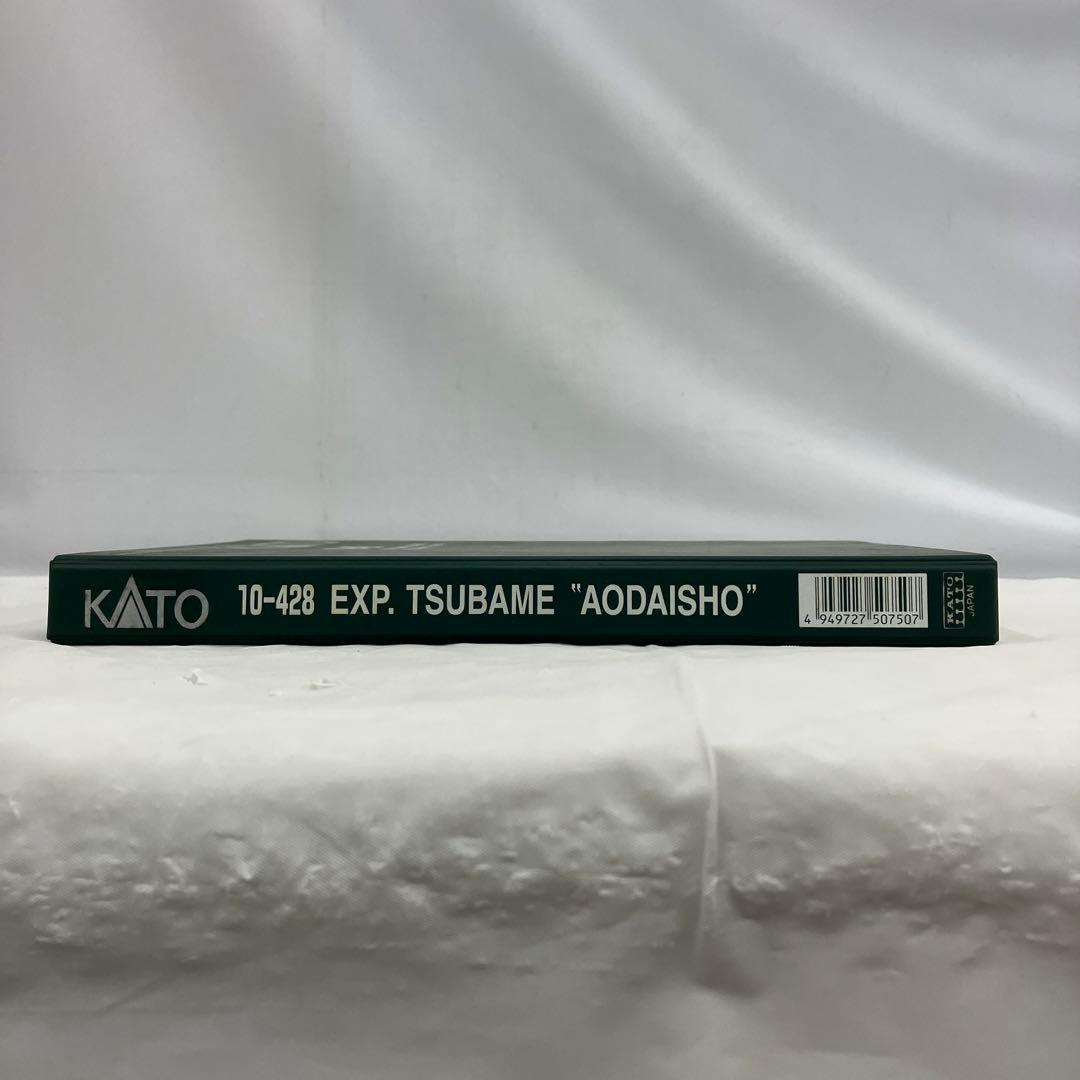 KATO
10-428 EXP. TSUBAME “AODAISHO”
4 949727 507507
KATO
JAPAN